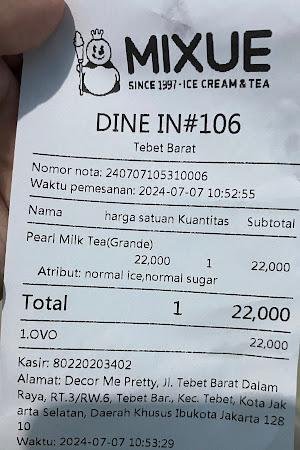 MIXUE
SINCE 1997·ICE CREAM & TEA
DINE IN#106
Tebet Barat
Nomor nota: 240707105310006
Waktu pemesanan: 2024-07-07 10:52:55
Nama harga satuan Kuantitas Subtotal
Pearl Milk Tea(Grande)
22,000 1 22,000
Atribut: normal ice,normal sugar
Total 1 22,000
1.OVO 22,000
Kasir: 80220203402
Alamat: Decor Me Pretty, Jl. Tebet Barat Dalam
Raya, RT.3/RW.6, Tebet Bar., Kec. Tebet, Kota Jak
arta Selatan, Daerah Khusus Ibukota Jakarta 128
10
Waktu: 2024-07-07 10:53:29